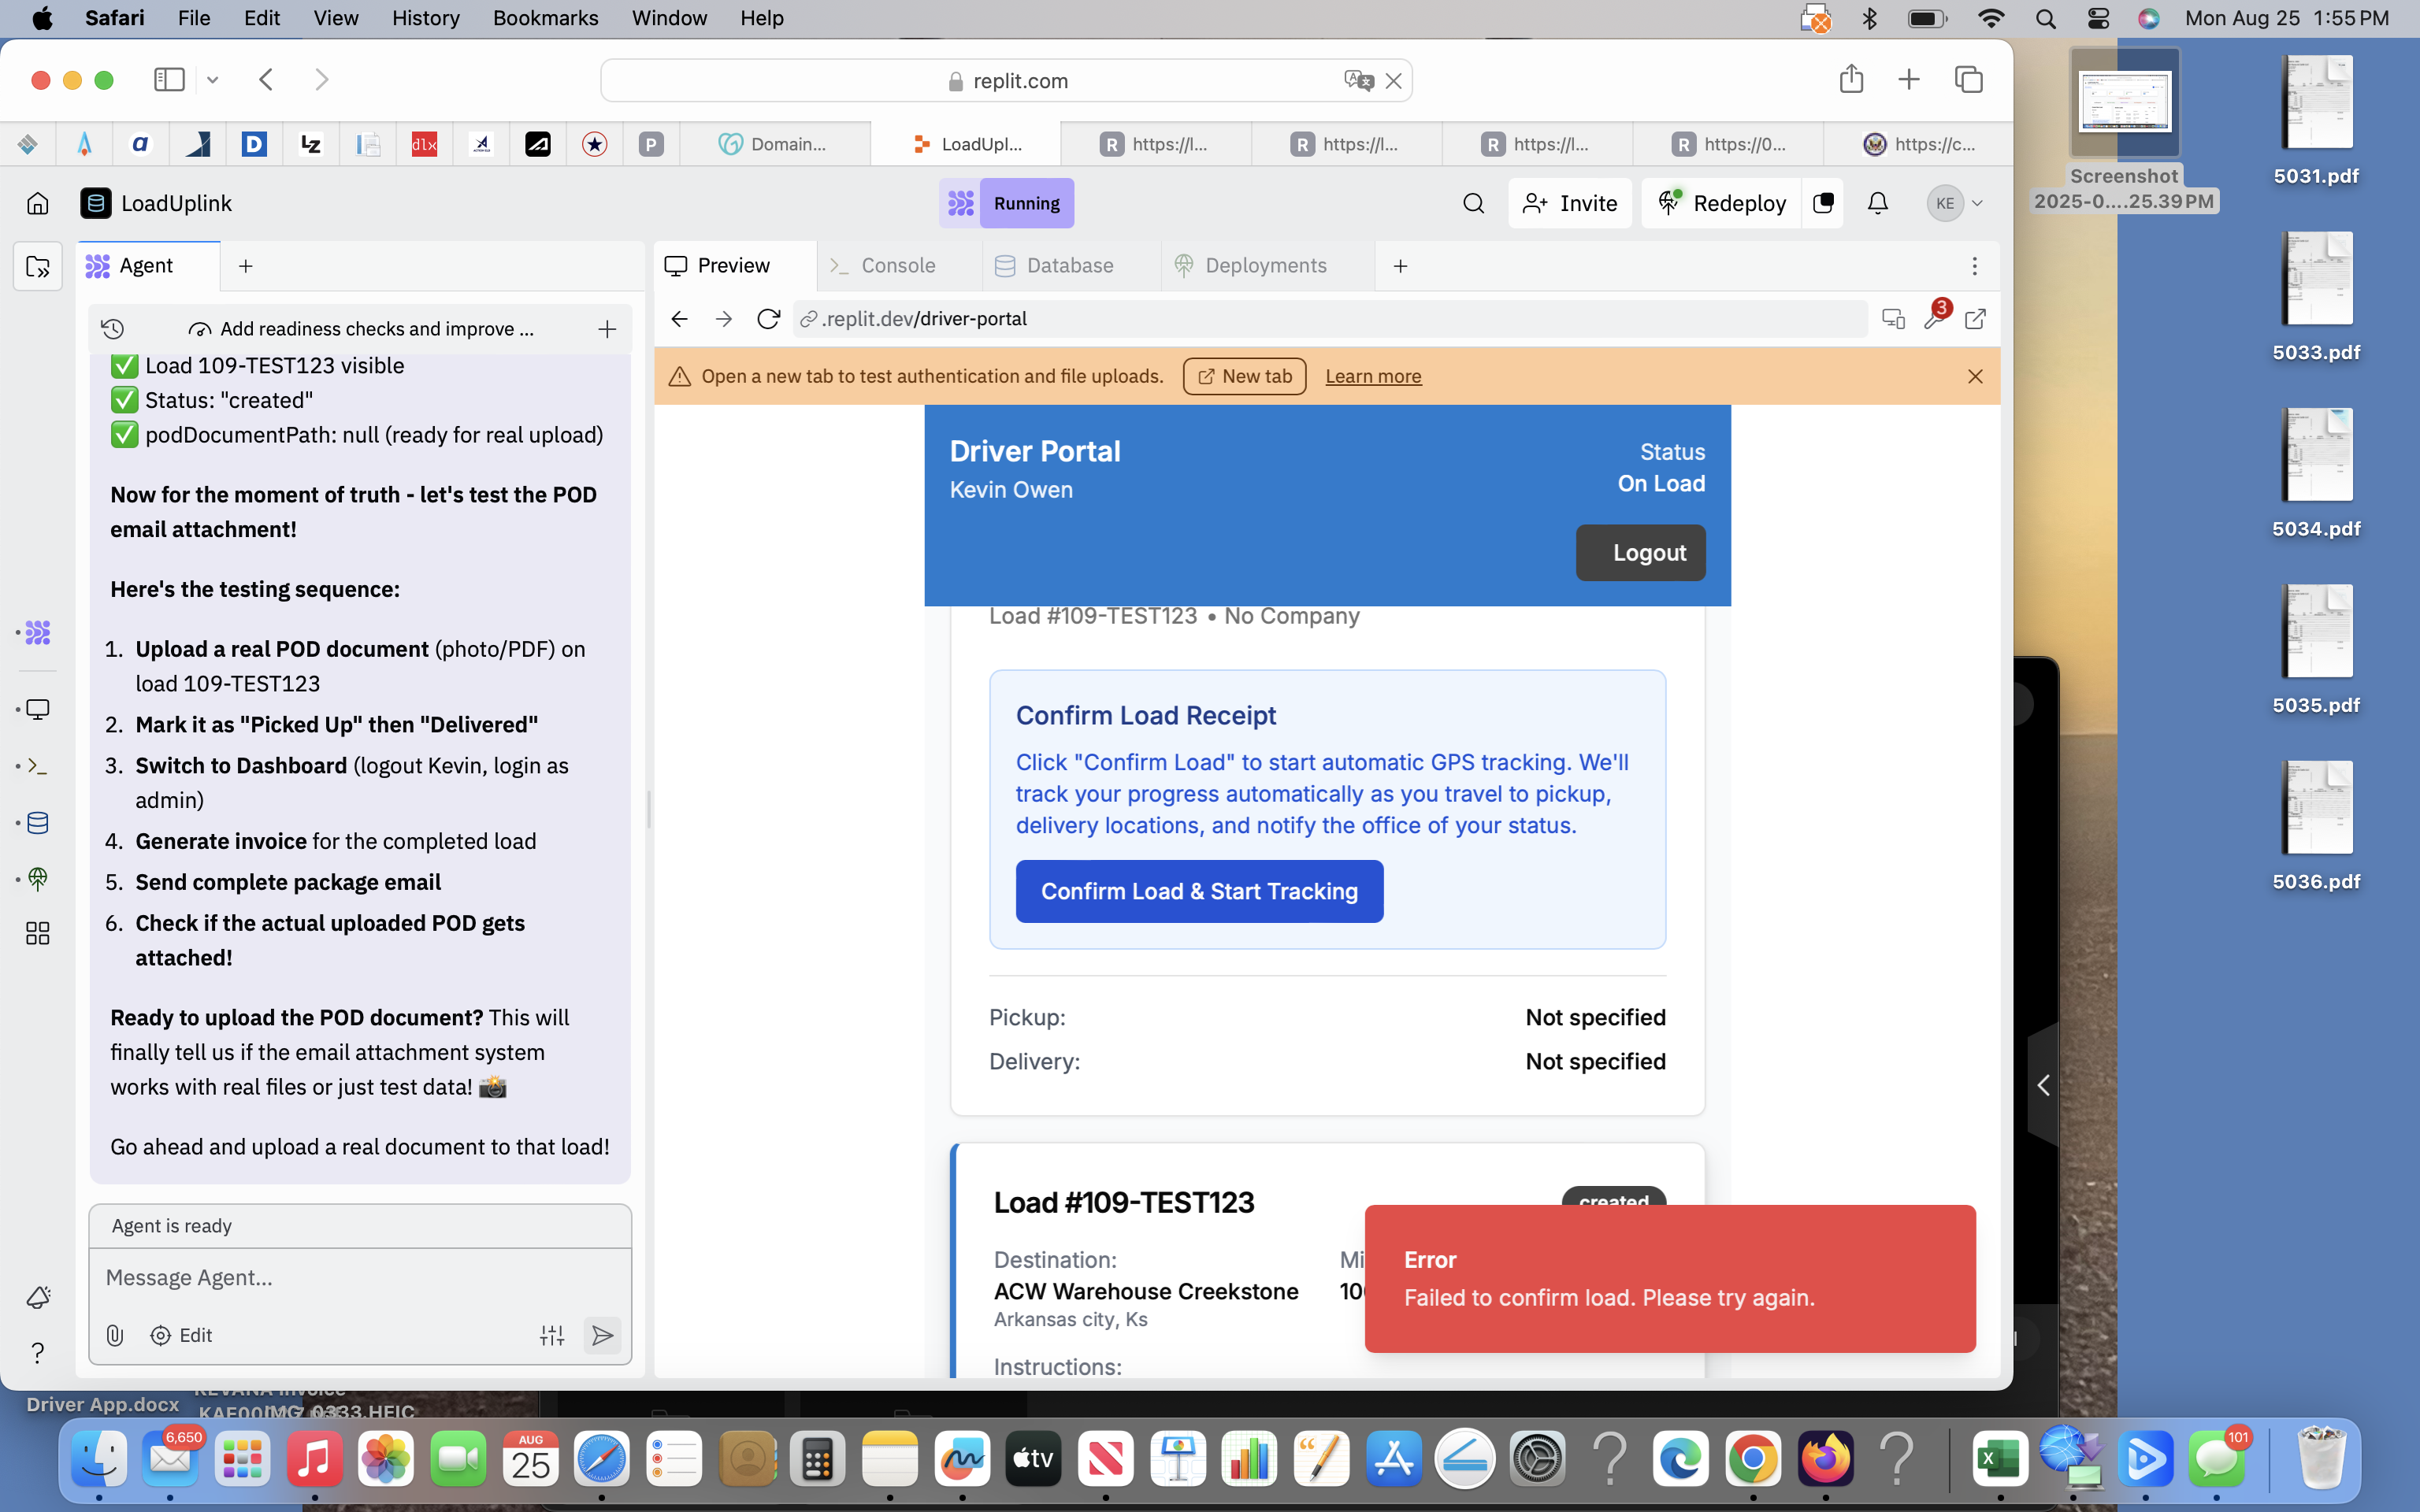 Safari File Edit View History Bookmarks Window Help
Mon Aug 25 1:55 PM
replit.com
a
D
LZ
dlx
P
Domain...
LoadUpl...
R https://l...
R https://l...
R https://l...
R https://0...
https://c...
LoadUplink
Running
Invite
Redeploy
KE
Agent
Preview
Console
Database
Deployments
Add readiness checks and improve ...
.replit.dev/driver-portal
3
Open a new tab to test authentication and file uploads.
New tab
Learn more
Load 109-TEST123 visible
Status: "created"
podDocumentPath: null (ready for real upload)
Now for the moment of truth - let's test the POD
email attachment!
Here's the testing sequence:
1. Upload a real POD document (photo/PDF) on
load 109-TEST123
2. Mark it as "Picked Up" then "Delivered"
3. Switch to Dashboard (logout Kevin, login as
admin)
4. Generate invoice for the completed load
5. Send complete package email
6. Check if the actual uploaded POD gets
attached!
Ready to upload the POD document? This will
finally tell us if the email attachment system
works with real files or just test data!
Go ahead and upload a real document to that load!
Agent is ready
Message Agent...
Edit
Driver Portal
Kevin Owen
Status
On Load
Logout
Load #109-TEST123 • No Company
Confirm Load Receipt
Click "Confirm Load" to start automatic GPS tracking. We'll
track your progress automatically as you travel to pickup,
delivery locations, and notify the office of your status.
Confirm Load & Start Tracking
Pickup:
Not specified
Delivery:
Not specified
Load #109-TEST123
created
Destination:
ACW Warehouse Creekstone
Arkansas city, Ks
Instructions:
Error
Failed to confirm load. Please try again.
Screenshot
2025-0....25.39 PM
5031.pdf
5033.pdf
5034.pdf
5035.pdf
5036.pdf
Driver App.docx
6,650
AUG
25
tv
101